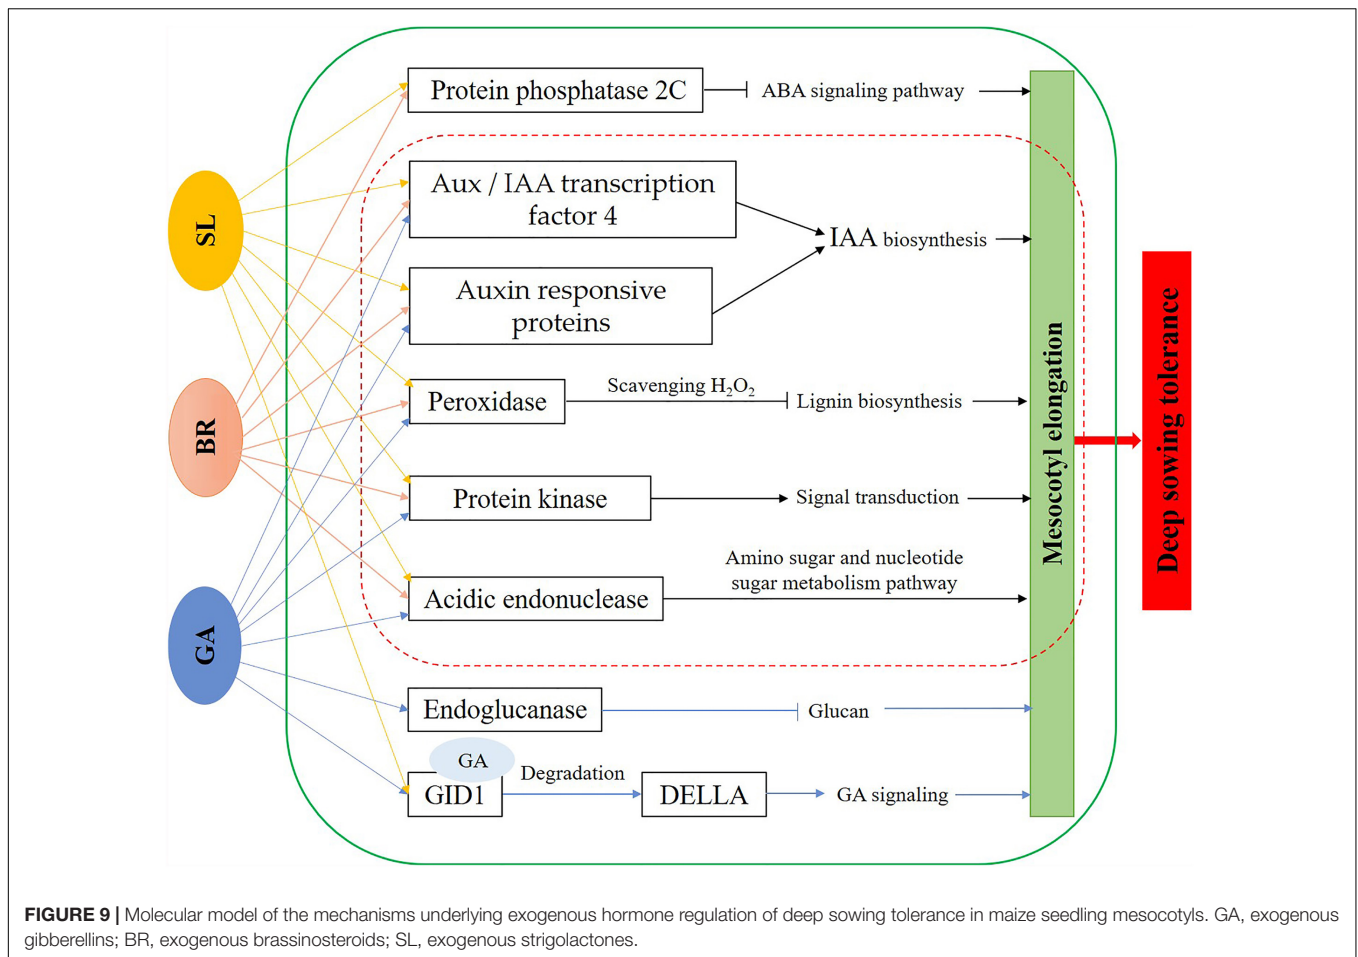 Protein phosphatase 2C
ABA signaling pathway
SL
Aux / IAA transcription
factor 4
IAA biosynthesis
Auxin responsive
proteins
BR
Peroxidase
Scavenging H₂O₂
Lignin biosynthesis
Protein kinase
Signal transduction
GA
Acidic endonuclease
Amino sugar and nucleotide
sugar metabolism pathway
Endoglucanase
Glucan
GA
GID1
Degradation
DELLA
GA signaling
Mesocotyl elongation
Deep sowing tolerance
FIGURE 9 | Molecular model of the mechanisms underlying exogenous hormone regulation of deep sowing tolerance in maize seedling mesocotyls. GA, exogenous
gibberellins; BR, exogenous brassinosteroids; SL, exogenous strigolactones.